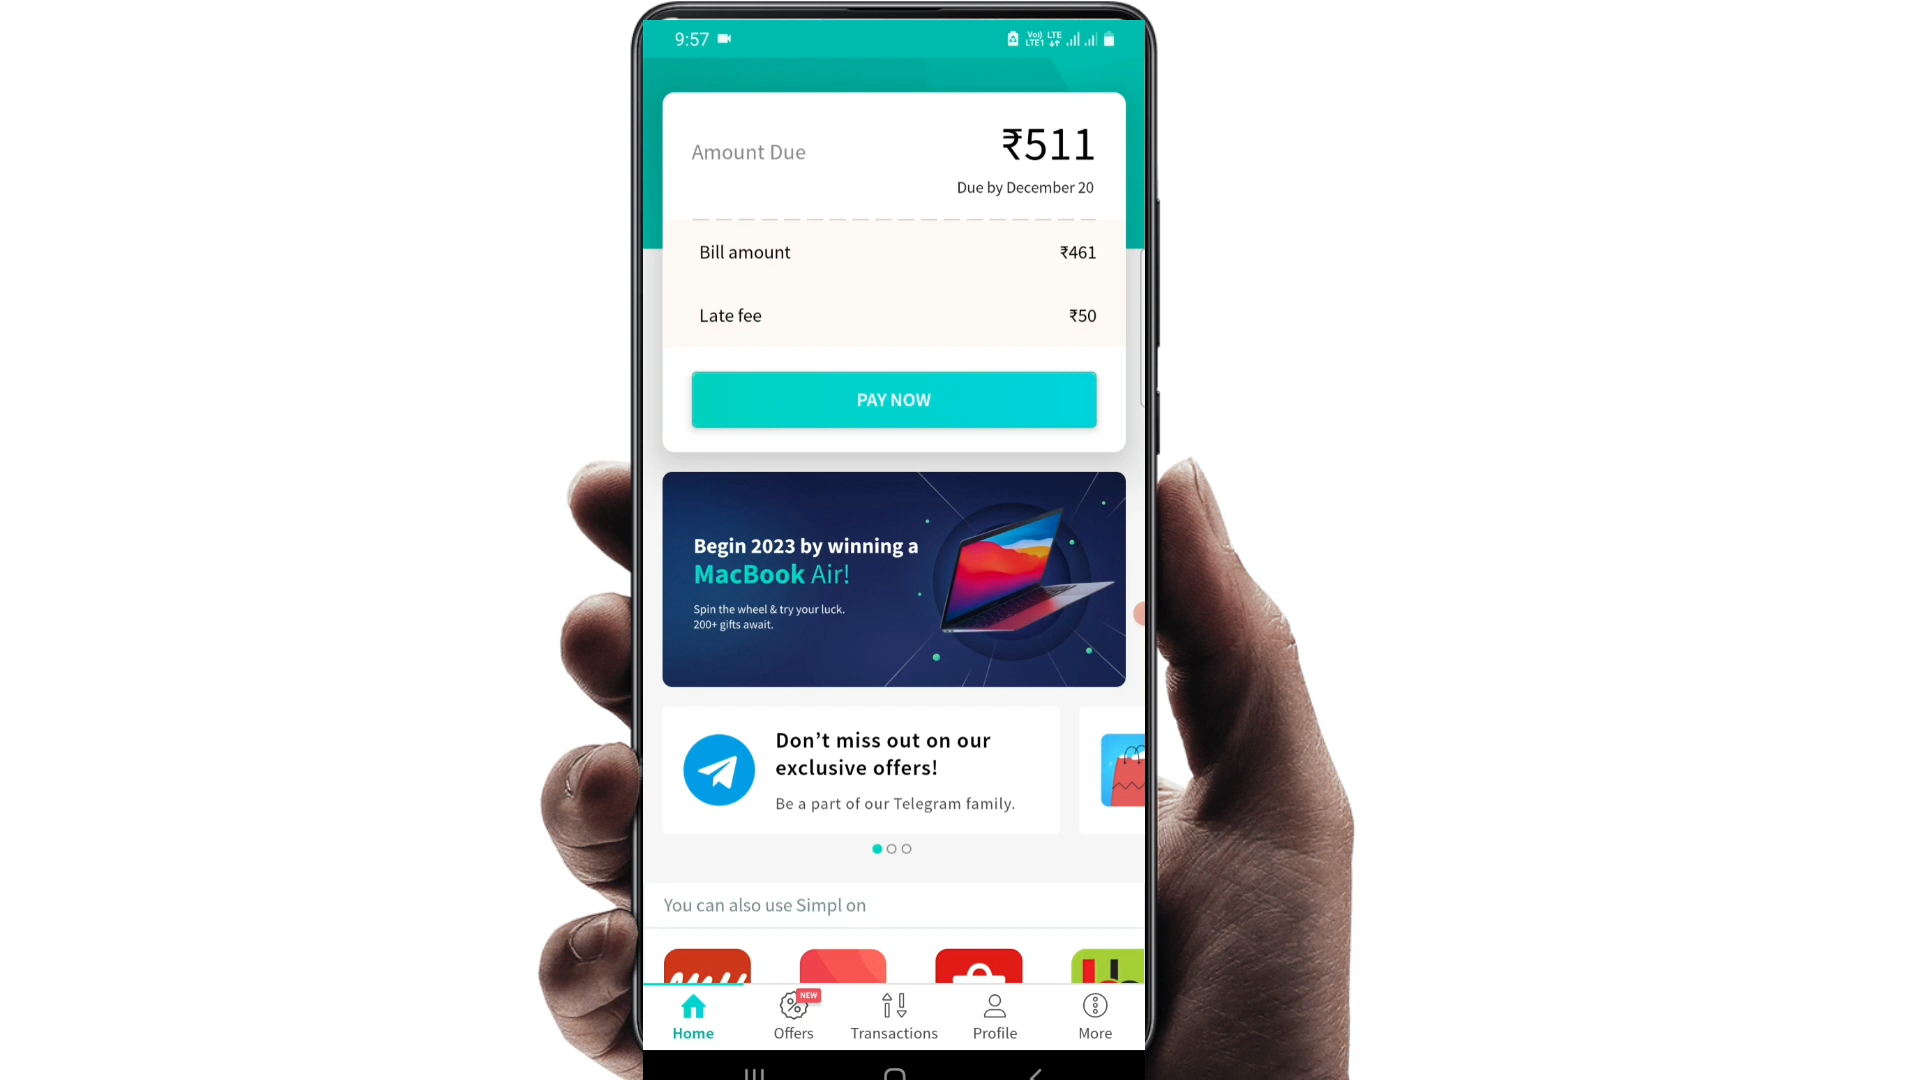 9:57
Vo) LTE
LTE1
Amount Due
₹511
Due by December 20
Bill amount
₹461
Late fee
₹50
PAY NOW
Begin 2023 by winning a
MacBook Air!
Spin the wheel & try your luck.
200+ gifts await.
Don’t miss out on our
exclusive offers!
Be a part of our Telegram family.
You can also use Simpl on
NEW
Home
Offers
Transactions
Profile
More